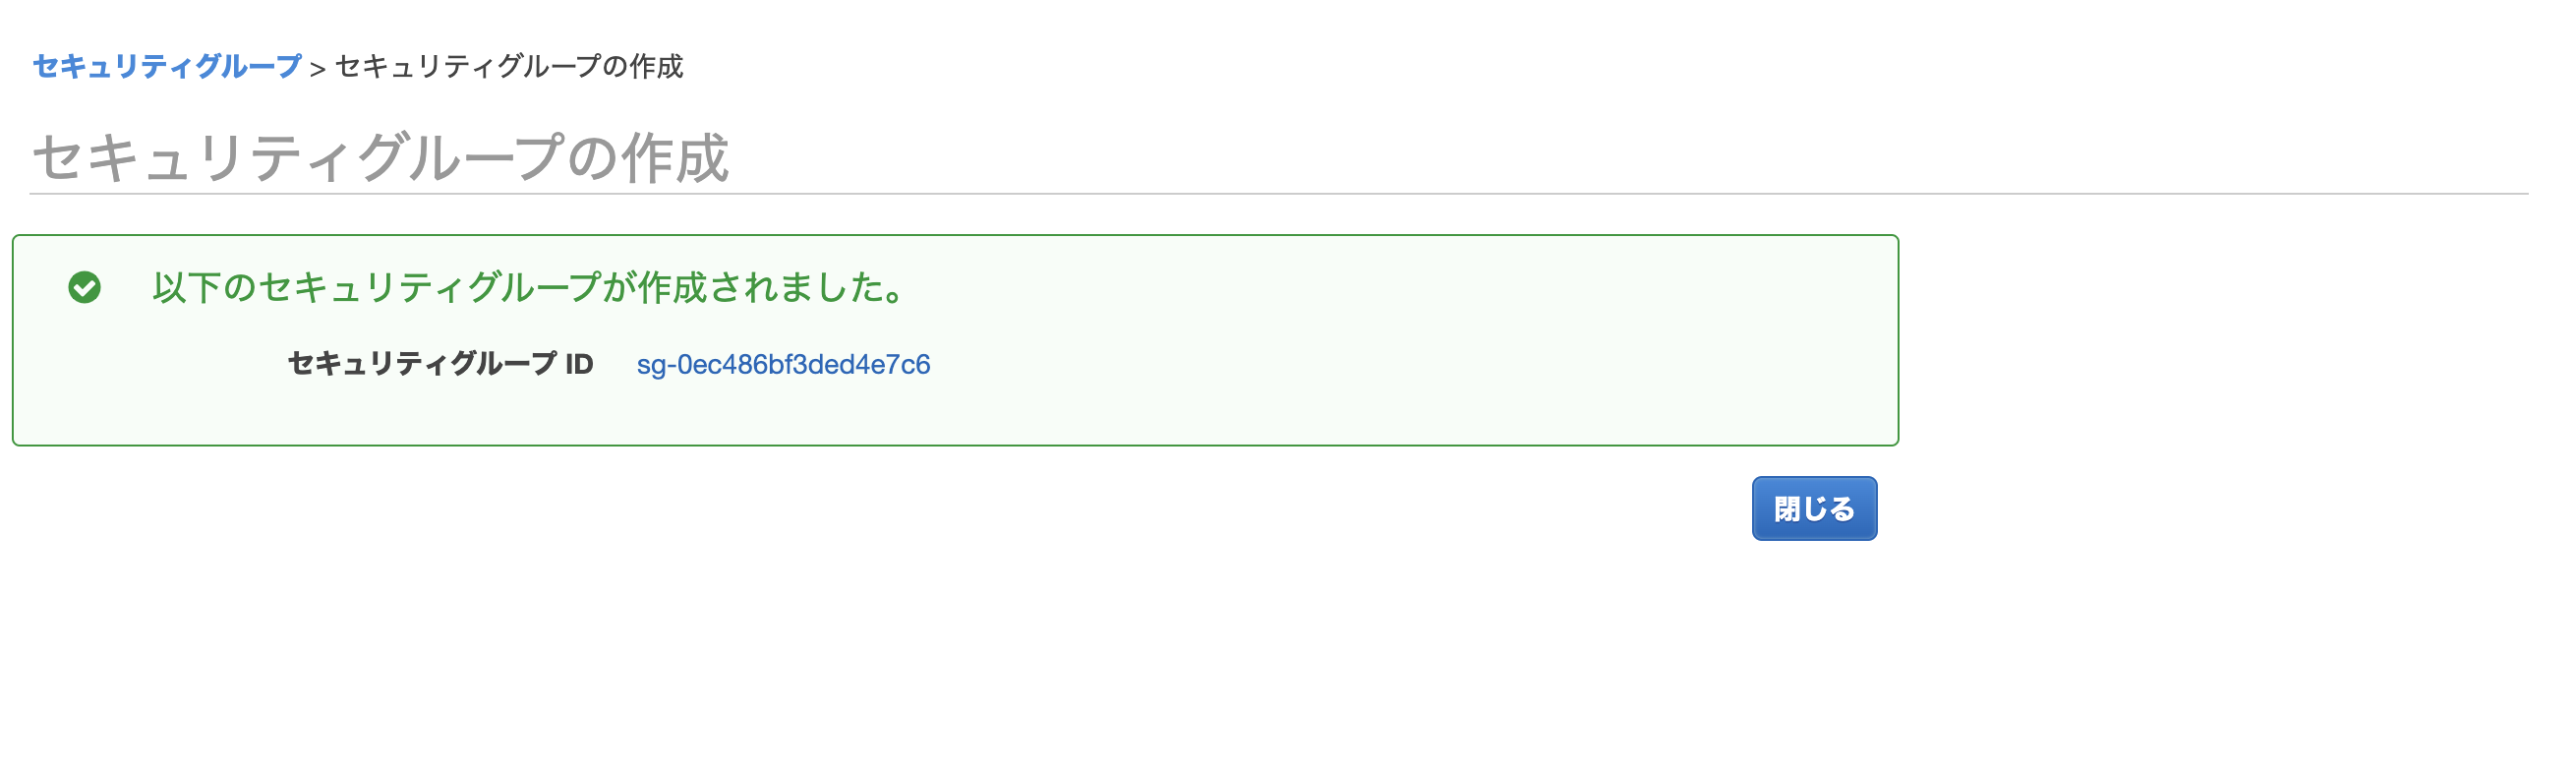 セキュリティグループ > セキュリティグループの作成
セキュリティグループの作成
以下のセキュリティグループが作成されました。
セキュリティグループ ID sg-0ec486bf3ded4e7c6
閉じる